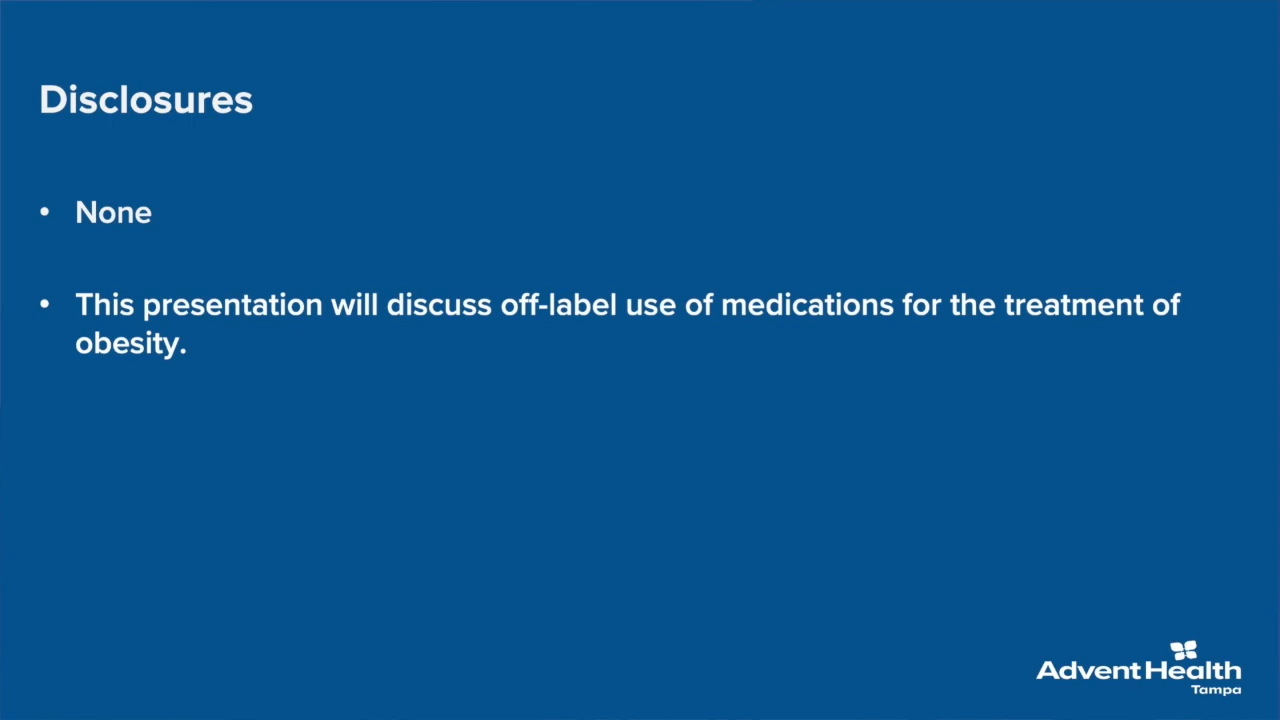 Disclosures
• None
• This presentation will discuss off-label use of medications for the treatment of
obesity.
AdventHealth
Tampa